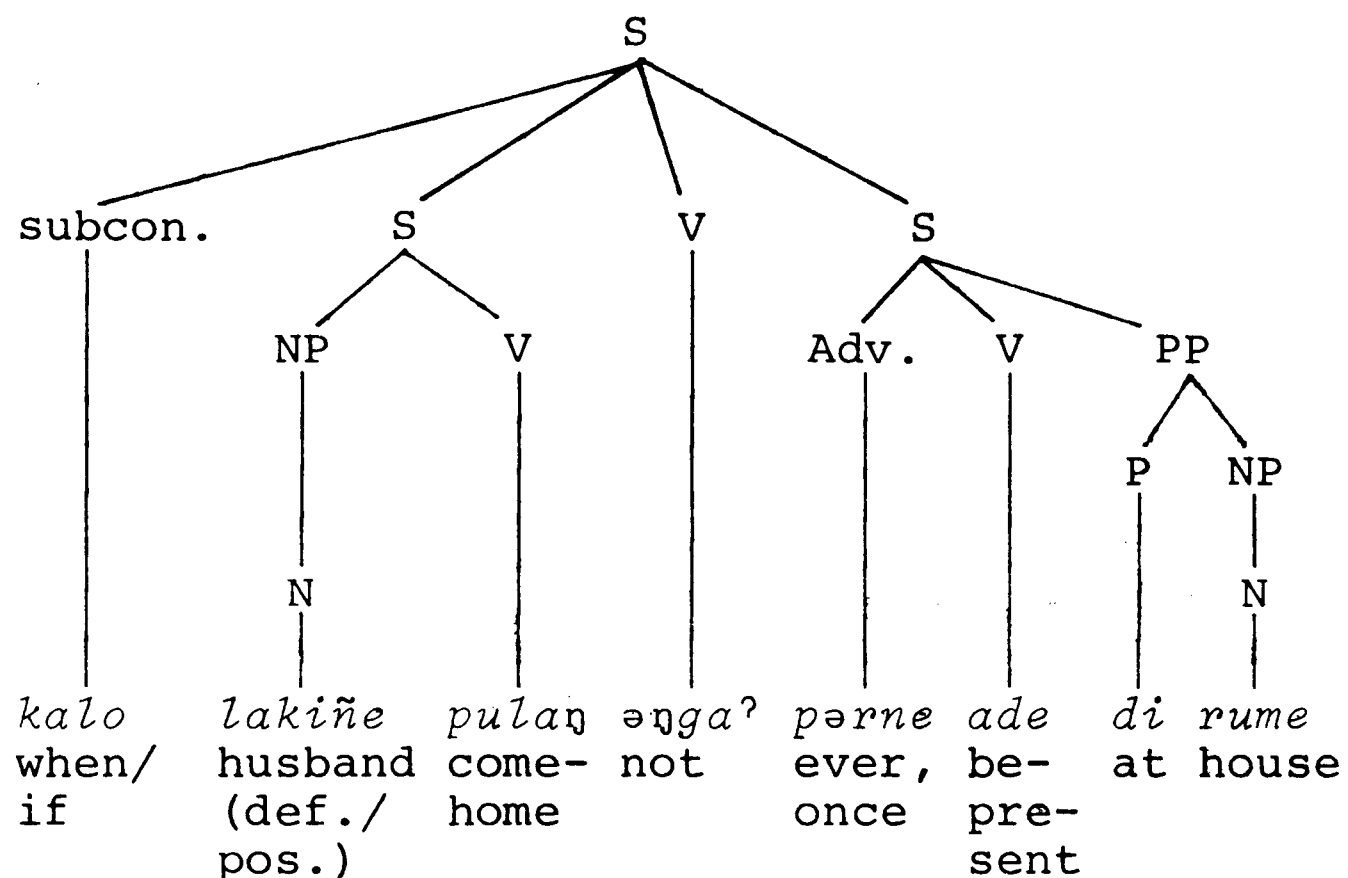 S
subcon. S V S
NP V Adv. V PP
P NP
N N
kalo lakiñe pulaŋ əŋgaˀ pərne ade di rume
when/ husband come- not ever, be- at house
if (def./ home once pre-
pos.) sent